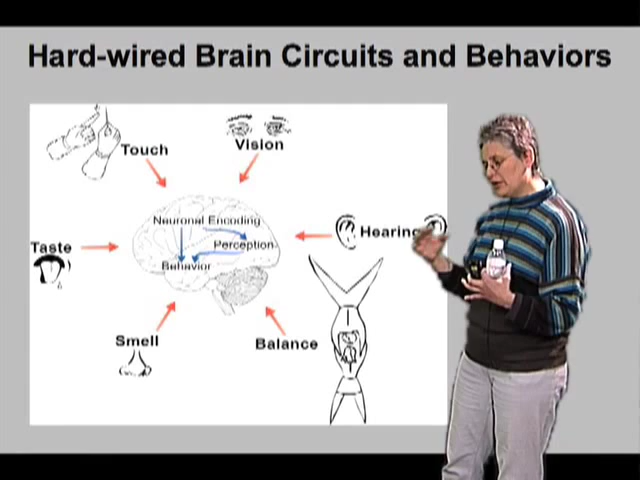 Hard-wired Brain Circuits and Behaviors
Touch
Vision
Neuronal Encoding
Hearing
Perception
Taste
Behavior
Smell
Balance